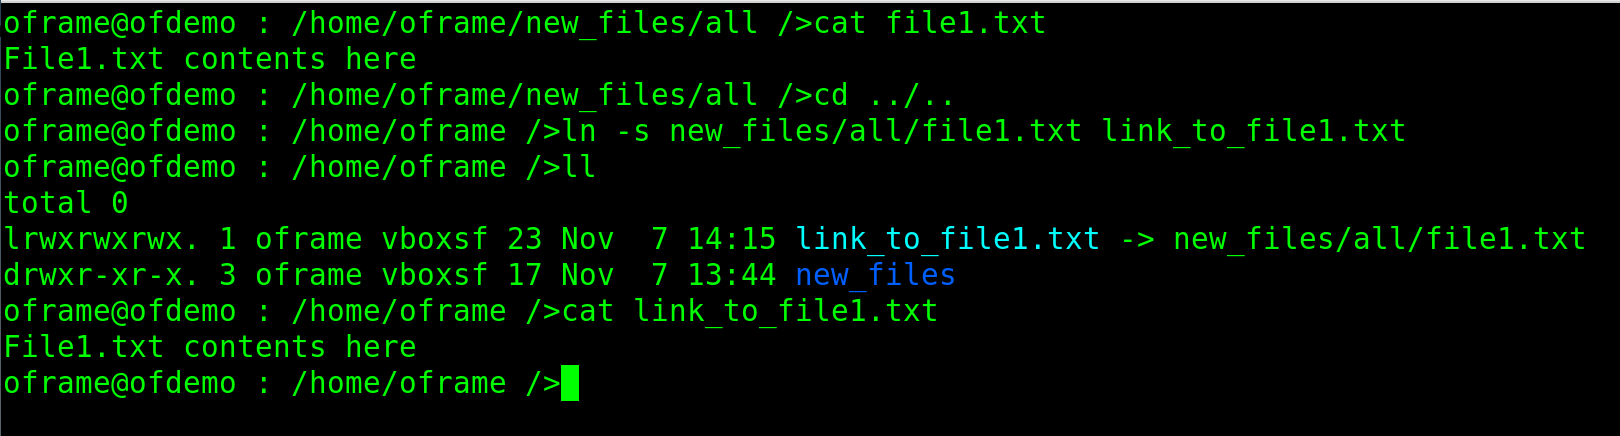 oframe@ofdemo : /home/oframe/new_files/all />cat file1.txt
File1.txt contents here
oframe@ofdemo : /home/oframe/new_files/all />cd ../..
oframe@ofdemo : /home/oframe />ln -s new_files/all/file1.txt link_to_file1.txt
oframe@ofdemo : /home/oframe />ll
total 0
lrwxrwxrwx. 1 oframe vboxsf 23 Nov  7 14:15 link_to_file1.txt -> new_files/all/file1.txt
drwxr-xr-x. 3 oframe vboxsf 17 Nov  7 13:44 new_files
oframe@ofdemo : /home/oframe />cat link_to_file1.txt
File1.txt contents here
oframe@ofdemo : /home/oframe />